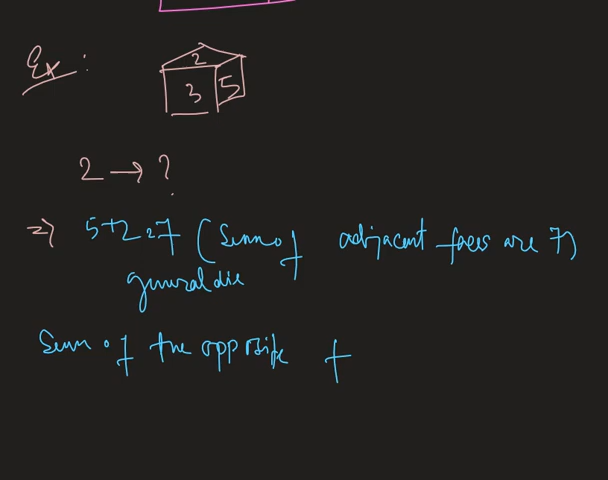 Ex:
2
3 5
2 → ?
⇒ 5+2=7 (Sum of adjacent faces are 7)
general die
Sum of the opposite f